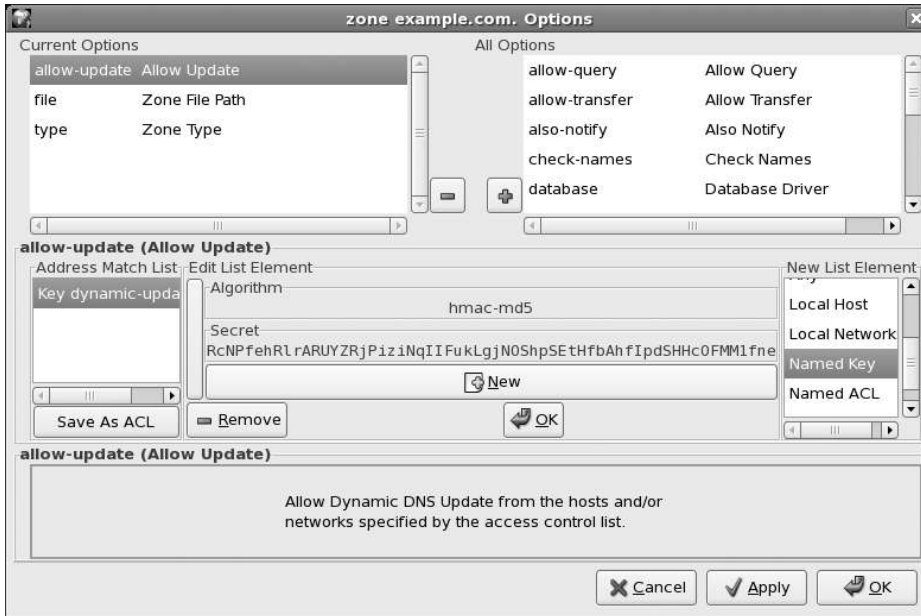 zone example.com. Options
Current Options
allow-update Allow Update
file Zone File Path
type Zone Type
All Options
allow-query Allow Query
allow-transfer Allow Transfer
also-notify Also Notify
check-names Check Names
database Database Driver
allow-update (Allow Update)
Address Match List
Key dynamic-upda
Save As ACL
Edit List Element
Algorithm
hmac-md5
Secret
RcNPfehRlrARUYZRjPiziNqIIFukLgjNOShpSEtHfbAhfIpdSHHcOFMM1fne
New
Remove
OK
New List Element
Local Host
Local Network
Named Key
Named ACL
allow-update (Allow Update)
Allow Dynamic DNS Update from the hosts and/or
networks specified by the access control list.
Cancel
Apply
OK